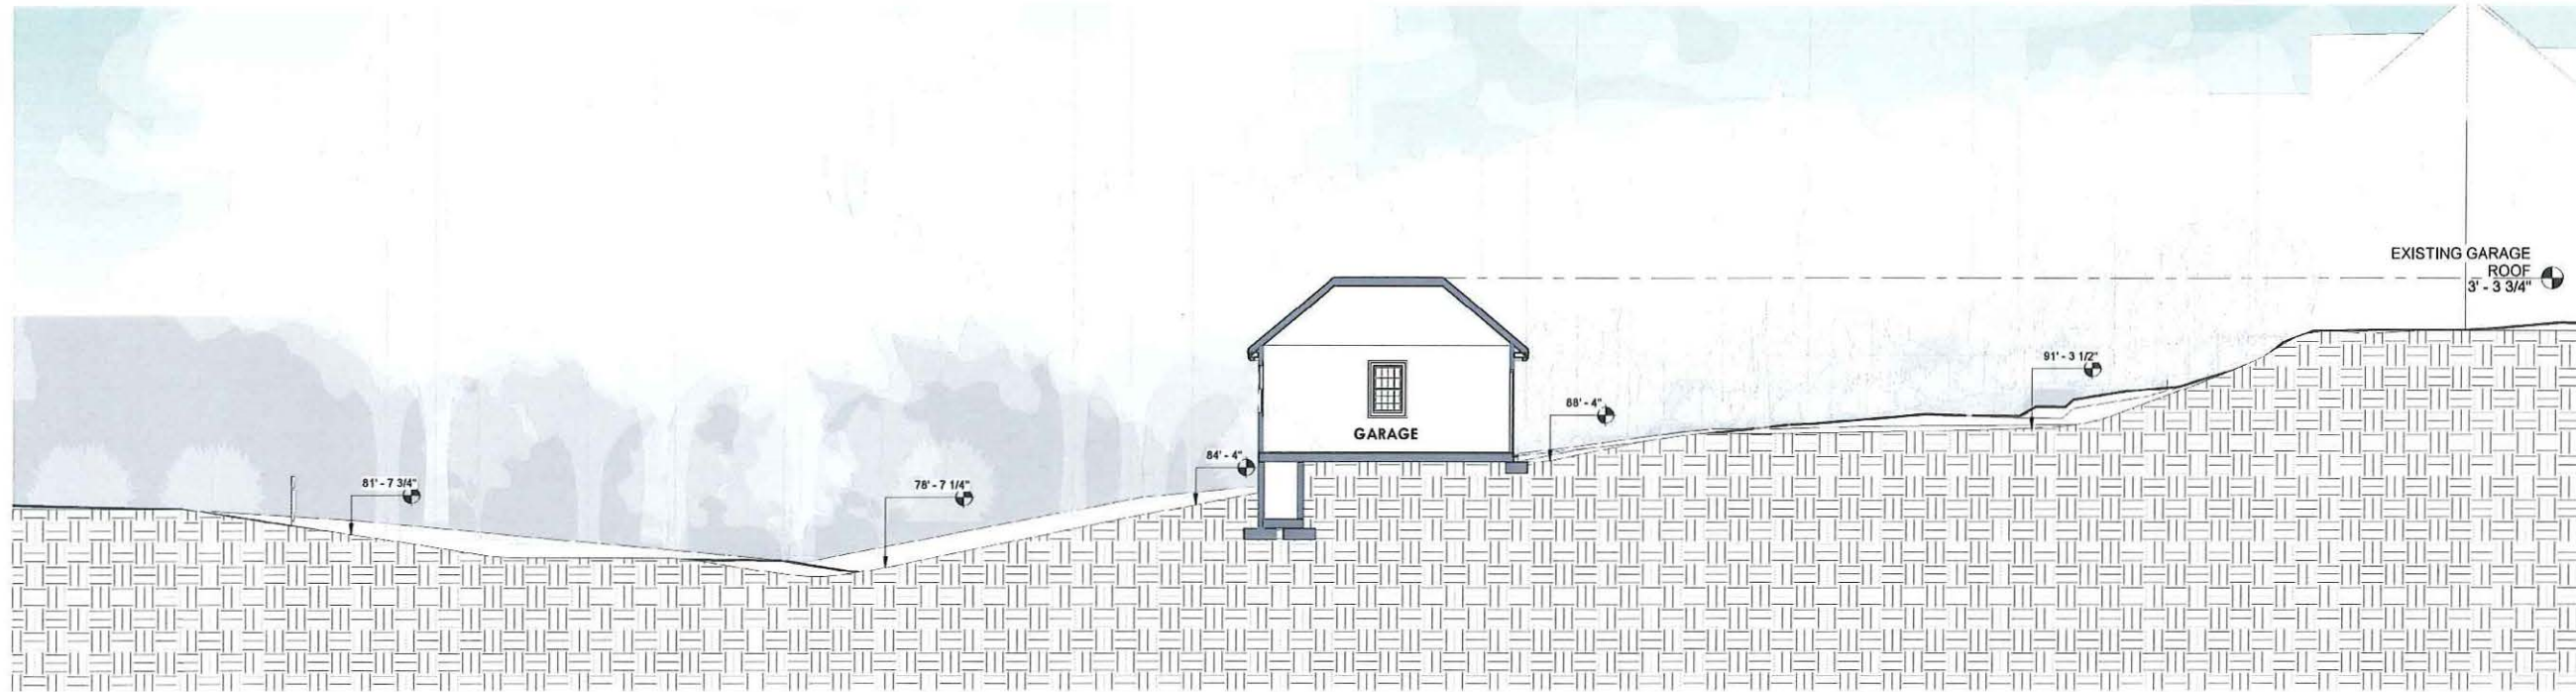 EXISTING GARAGE
ROOF
3' - 3 3/4"
91' - 3 1/2"
88' - 4"
GARAGE
84' - 4"
81' - 7 3/4"
78' - 7 1/4"